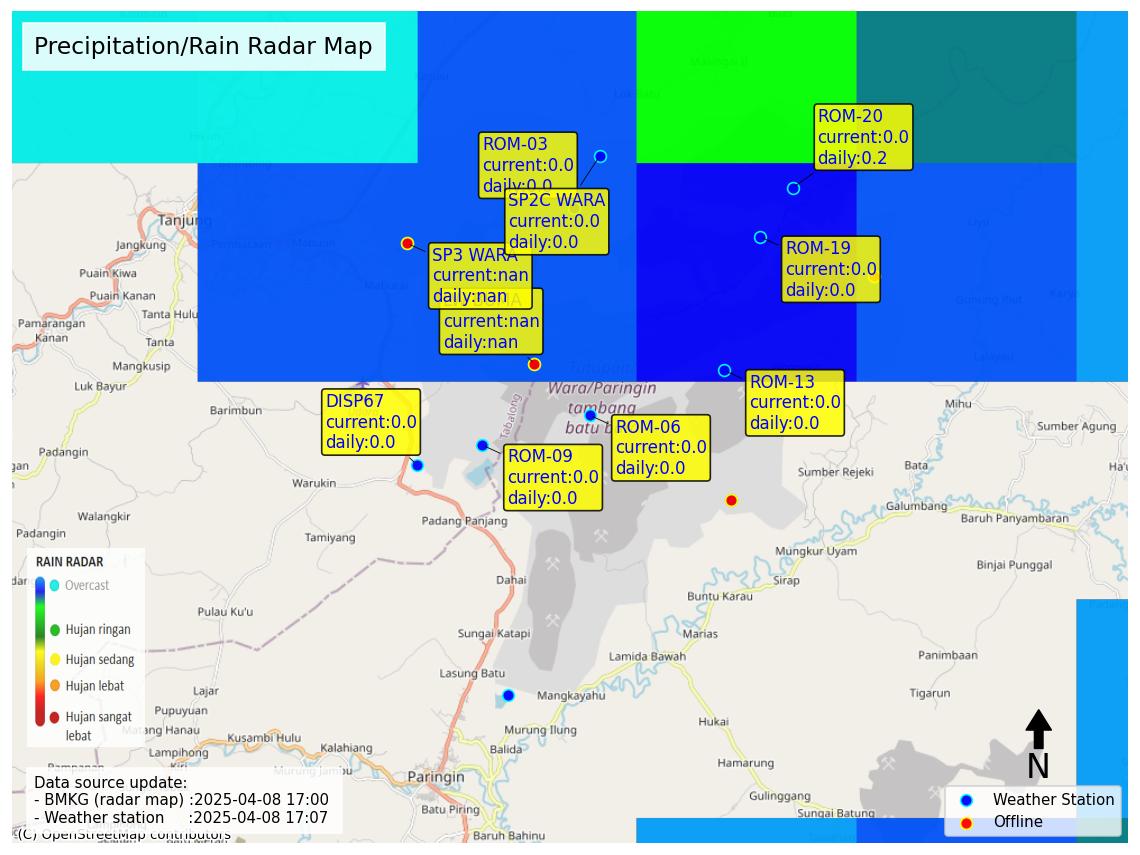 Precipitation/Rain Radar Map
ROM-20
current:0.0
daily:0.2
ROM-03
current:0.0
daily:0.0
SP2C WARA
current:0.0
daily:0.0
SP3 WARA
current:nan
daily:nan
current:nan
daily:nan
ROM-19
current:0.0
daily:0.0
ROM-13
current:0.0
daily:0.0
DISP67
current:0.0
daily:0.0
ROM-06
current:0.0
daily:0.0
ROM-09
current:0.0
daily:0.0
Tanjung
Jangkung
Puain Kiwa
Puain Kanan
Tanta Hulu
Pamarangan
Kanan
Tanta
Mangkusip
Luk Bayur
Barimbun
Padangin
Warukin
Walangkir
Padangin
Tamiyang
Tabalong
Wara/Paringin
tambang
batu
Padang Panjang
Dahai
Pulau Ku'u
Sungai Katapi
Lasung Batu
Lajar
Pupuyuan
Matang Hanau
Lampihong
Kusambi Hulu
Kalahiang
Murung Jambu
Paringin
Batu Piring
Baruh Bahinu
Balida
Murung Ilung
Mangkayahu
Lamida Bawah
Marias
Buntu Karau
Sirap
Mungkur Uyam
Galumbang
Baruh Panyambaran
Binjai Punggal
Bata
Sumber Rejeki
Mihu
Sumber Agung
Panimbaan
Tigarun
Hukai
Hamarung
Gulinggang
Sungai Batung
RAIN RADAR
Overcast
Hujan ringan
Hujan sedang
Hujan lebat
Hujan sangat
lebat
Data source update:
- BMKG (radar map) :2025-04-08 17:00
- Weather station :2025-04-08 17:07
(C) OpenStreetMap contributors
N
Weather Station
Offline